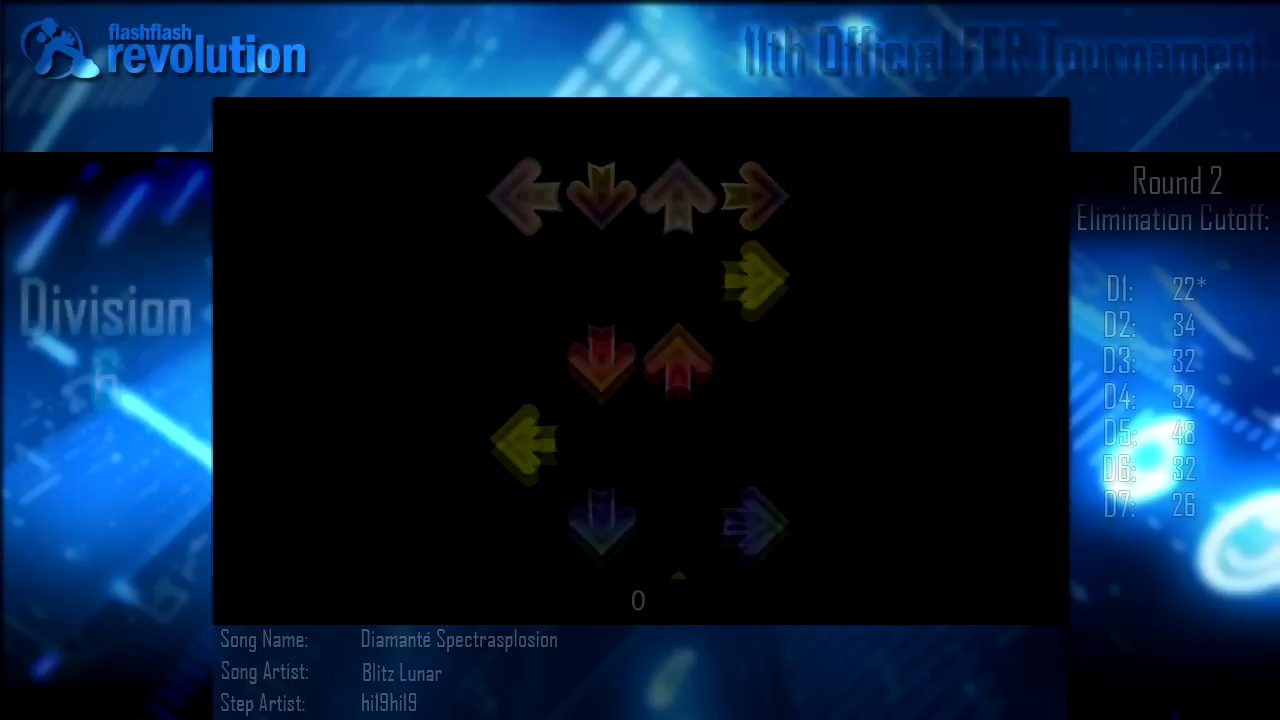 flashflash
revolution
11th Official FFR Tournament
Round 2
Elimination Cutoff:
Division
6
D1: 22*
D2: 34
D3: 32
D4: 32
D5: 48
D6: 32
D7: 26
0
Song Name: Diamanté Spectrasplosion
Song Artist: Blitz Lunar
Step Artist: hi19hi19